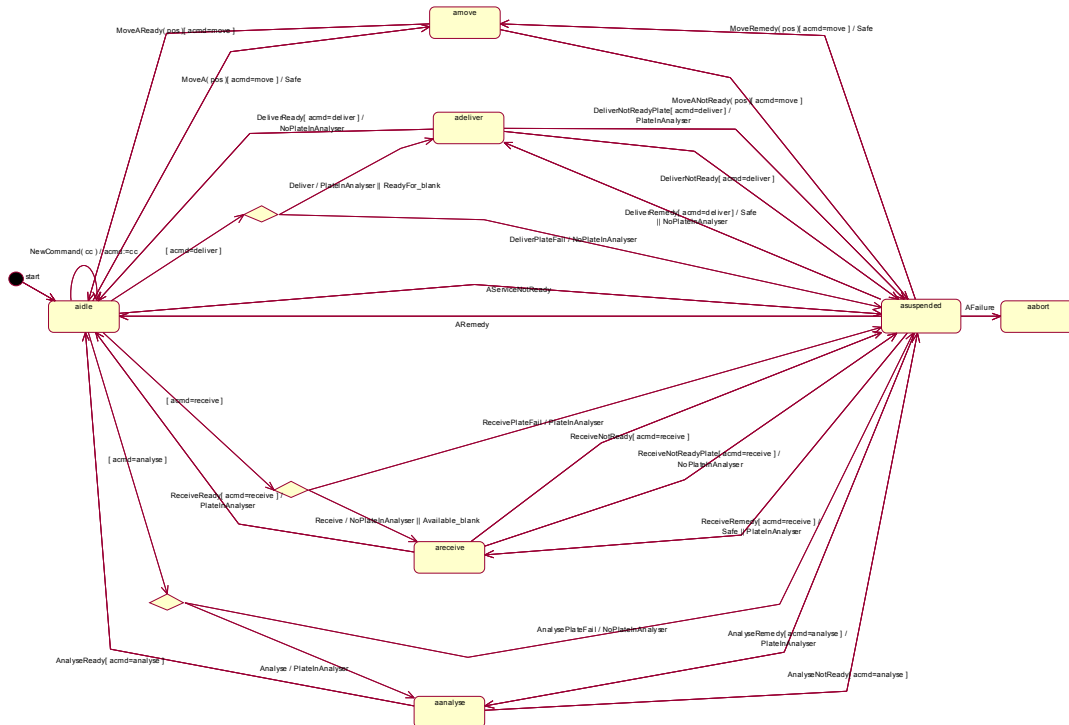 amove
MoveAReady( pos)[ acmd=move ]
MoveRemedy( pos )[ acmd=move ] / Safe
MoveA( pos)[ acmd=move ] / Safe
MoveANotReady( pos)[ acmd=move ]
DeliverReady[ acmd=deliver ] /
NoPlateInAnalyser
adeliver
DeliverNotReadyPlate[ acmd=deliver ] /
PlateInAnalyser
Deliver / PlateInAnalyser || ReadyFor_blank
DeliverNotReady[ acmd=deliver ]
DeliverRemedy[ acmd=deliver ] / Safe
|| NoPlateInAnalyser
DeliverPlateFail / NoPlateInAnalyser
NewCommand( cc ) / acmd:=cc
[ acmd=deliver ]
start
AServiceNotReady
aidle
asuspended
AFailure
aabort
ARemedy
[ acmd=receive ]
ReceivePlateFail / PlateInAnalyser
ReceiveNotReady[ acmd=receive ]
[ acmd=analyse ]
ReceiveNotReadyPlate[ acmd=receive ] /
NoPlateInAnalyser
ReceiveReady[ acmd=receive ] /
PlateInAnalyser
Receive / NoPlateInAnalyser || Available_blank
ReceiveRemedy[ acmd=receive ] /
Safe || PlateInAnalyser
areceive
AnalysePlateFail / NoPlateInAnalyser
AnalyseRemedy[ acmd=analyse ] /
PlateInAnalyser
AnalyseReady[ acmd=analyse ]
Analyse / PlateInAnalyser
AnalyseNotReady[ acmd=analyse ]
aanalyse